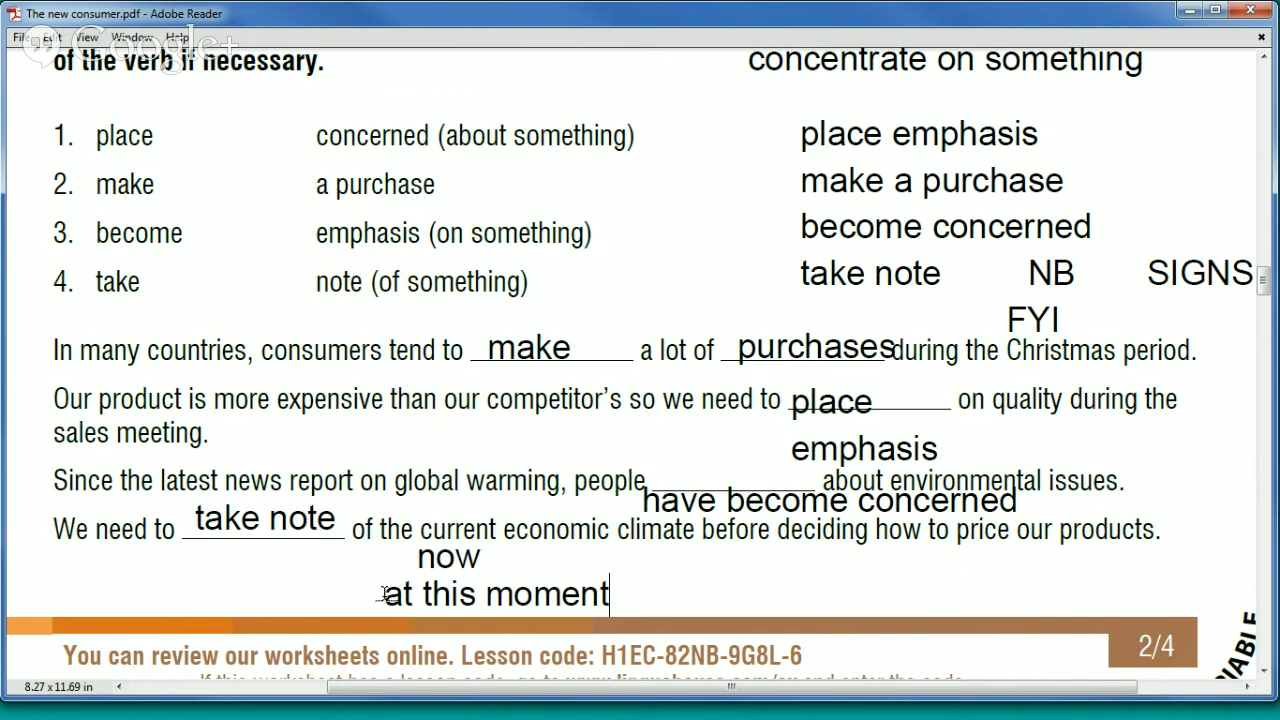 The new consumer.pdf - Adobe Reader
File Edit View Window Help
Google+
of the verb if necessary.
concentrate on something
1. place concerned (about something) place emphasis
2. make a purchase make a purchase
3. become emphasis (on something) become concerned
4. take note (of something) take note NB SIGNS
FYI
In many countries, consumers tend to make a lot of purchases during the Christmas period.
Our product is more expensive than our competitor's so we need to place on quality during the
sales meeting.
emphasis
Since the latest news report on global warming, people about environmental issues.
have become concerned
We need to take note of the current economic climate before deciding how to price our products.
now
at this moment
You can review our worksheets online. Lesson code: H1EC-82NB-9G8L-6
2/4
8.27 x 11.69 in